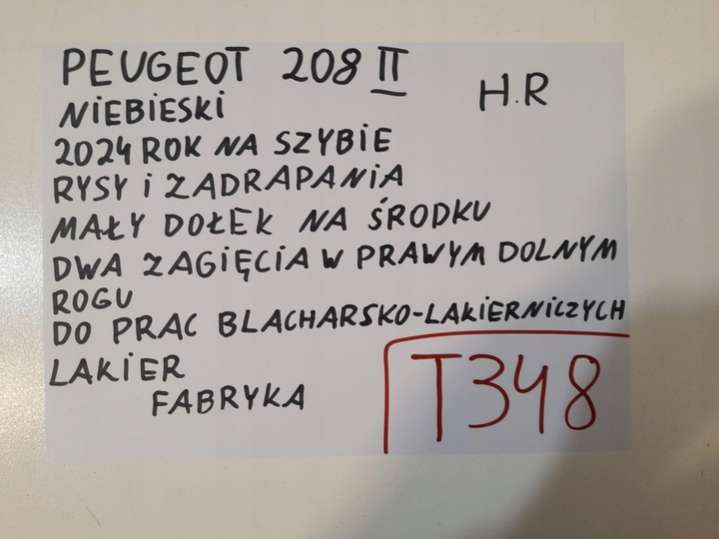 PEUGEOT 208 II
H.R
NIEBIESKI
2024 ROK NA SZYBIE
RYSY I ZADRAPANIA
MAŁY DOŁEK NA ŚRODKU
DWA ZAGIĘCIA W PRAWYM DOLNYM
ROGU
DO PRAC BLACHARSKO-LAKIERNICZYCH
LAKIER
FABRYKA
T348